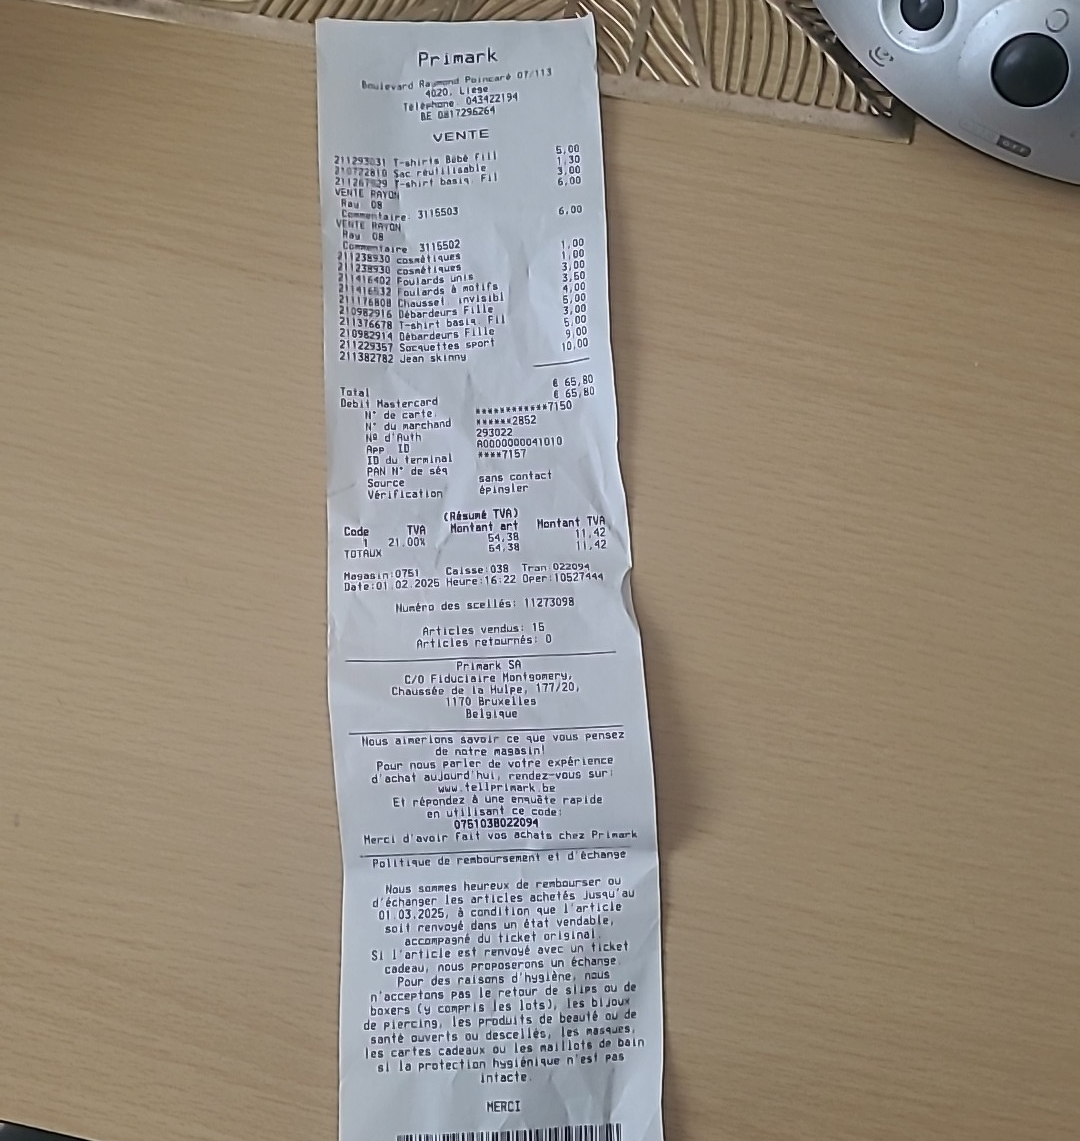 Primark
Boulevard Raymond Poincaré 07/113
4020, Liege
Téléphone 043422194
BE 0817296264
VENTE
211293031 T-shirts Bébé Fill 5,00
210722810 Sac réutilisable 1,30
211267929 T-shirt basiq. Fil 3,00
VENTE RAYON 6,00
Ray 08
Commentaire: 3115503
VENTE RAYON 6,00
Ray 08
Commentaire 3115502
211238930 cosmétiques 1,00
211238930 cosmétiques 1,00
211416402 Foulards unis 3,00
211416532 Foulards à motifs 3,50
211176808 Chausset. invisibl 4,00
210982916 Débardeurs Fille 5,00
211376678 T-shirt basiq. Fil 3,00
210982914 Débardeurs Fille 5,00
211229357 Socquettes sport 9,00
211382782 Jean skinny 10,00
Total € 65,80
Debit Mastercard € 65,80
N° de carte. ************7150
N° du marchand ******2852
Nº d'Auth 293022
App. ID A0000000041010
ID du terminal ****7157
PAN N° de séq
Source sans contact
Vérification épingler
(Résumé TVA)
Code TVA Montant art Montant TVA
1 21.00% 54,38 11,42
TOTAUX 54,38 11,42
Magasin:0751 Caisse:038 Tran 022094
Date:01.02.2025 Heure:16:22 Oper:10527444
Numéro des scellés: 11273098
Articles vendus: 15
Articles retournés: 0
Primark SA
C/O Fiduciaire Montgomery,
Chaussée de la Hulpe, 177/20,
1170 Bruxelles
Belgique
Nous aimerions savoir ce que vous pensez
de notre magasin!
Pour nous parler de votre expérience
d'achat aujourd'hui, rendez-vous sur:
www.tellprimark.be
Et répondez à une enquête rapide
en utilisant ce code:
0751038022094
Merci d'avoir fait vos achats chez Primark
Politique de remboursement et d'échange
Nous sommes heureux de rembourser ou
d'échanger les articles achetés jusqu'au
01.03.2025, à condition que l'article
soit renvoyé dans un état vendable,
accompagné du ticket original.
Si l'article est renvoyé avec un ticket
cadeau, nous proposerons un échange.
Pour des raisons d'hygiène, nous
n'acceptons pas le retour de slips ou de
boxers (y compris les lots), les bijoux
de piercing, les produits de beauté ou de
santé ouverts ou descellés, les masques,
les cartes cadeaux ou les maillots de bain
si la protection hygiénique n'est pas
intacte.
MERCI
OFF